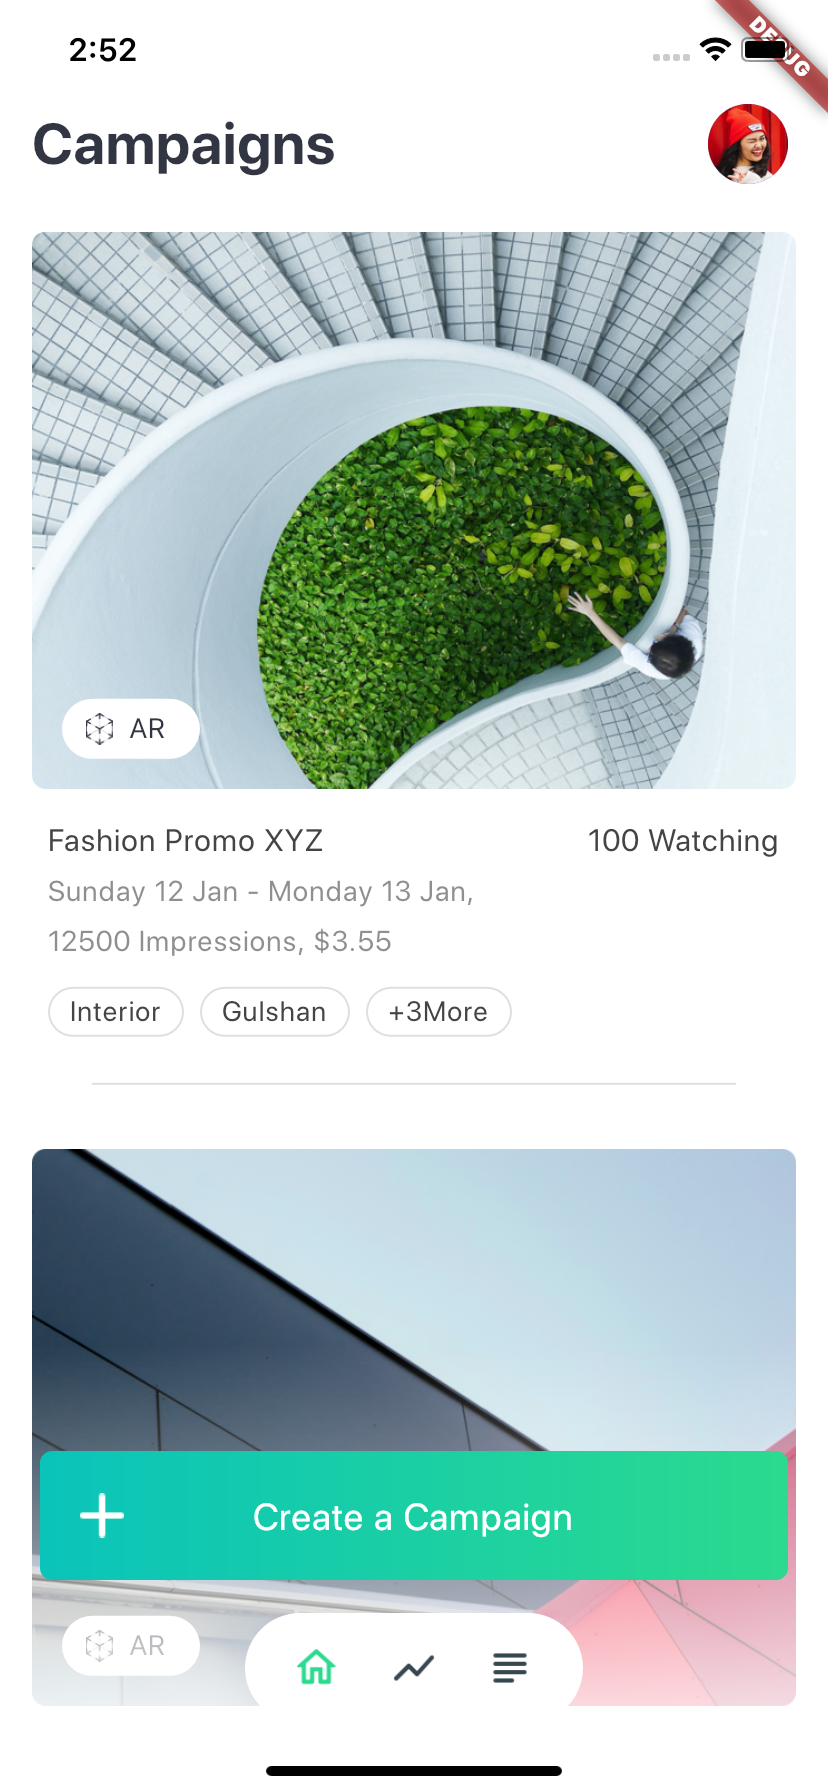 2:52
DEBUG
Campaigns
AR
Fashion Promo XYZ
100 Watching
Sunday 12 Jan - Monday 13 Jan,
12500 Impressions, $3.55
Interior
Gulshan
+3More
Create a Campaign
AR